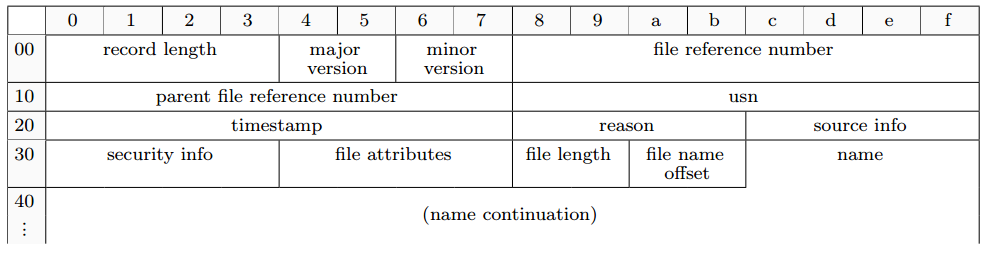 0 1 2 3 4 5 6 7 8 9 a b c d e f
00 record length major version minor version file reference number
10 parent file reference number usn
20 timestamp reason source info
30 security info file attributes file length file name offset name
40 (name continuation)
⋮